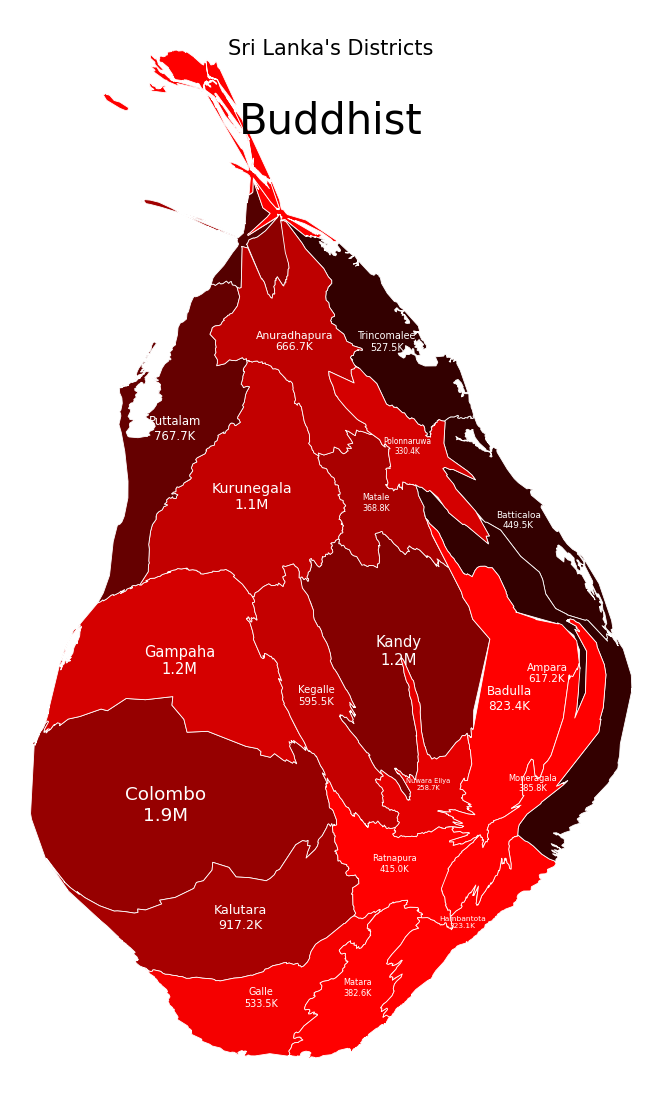 Sri Lanka's Districts
Buddhist
Anuradhapura
666.7K
Trincomalee
527.5K
Puttalam
767.7K
Polonnaruwa
330.4K
Kurunegala
1.1M
Matale
368.8K
Batticaloa
449.5K
Gampaha
1.2M
Kandy
1.2M
Kegalle
595.5K
Ampara
617.2K
Badulla
823.4K
Nuwara Eliya
258.7K
Moneragala
385.8K
Colombo
1.9M
Ratnapura
415.0K
Kalutara
917.2K
Hambantota
323.1K
Galle
533.5K
Matara
382.6K